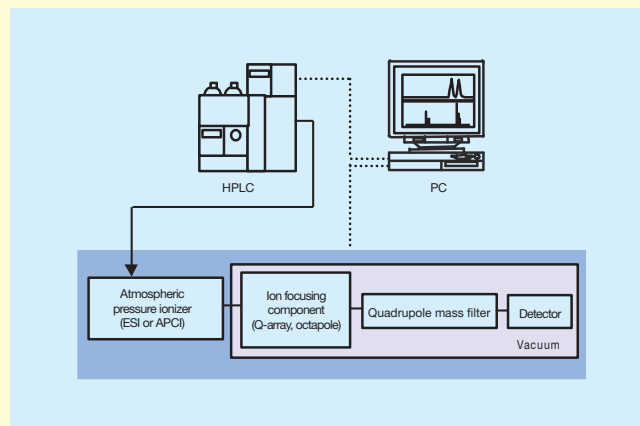 HPLC
PC
Atmospheric
pressure ionizer
(ESI or APCI)
Ion focusing
component
(Q-array, octapole)
Quadrupole mass filter
Detector
Vacuum